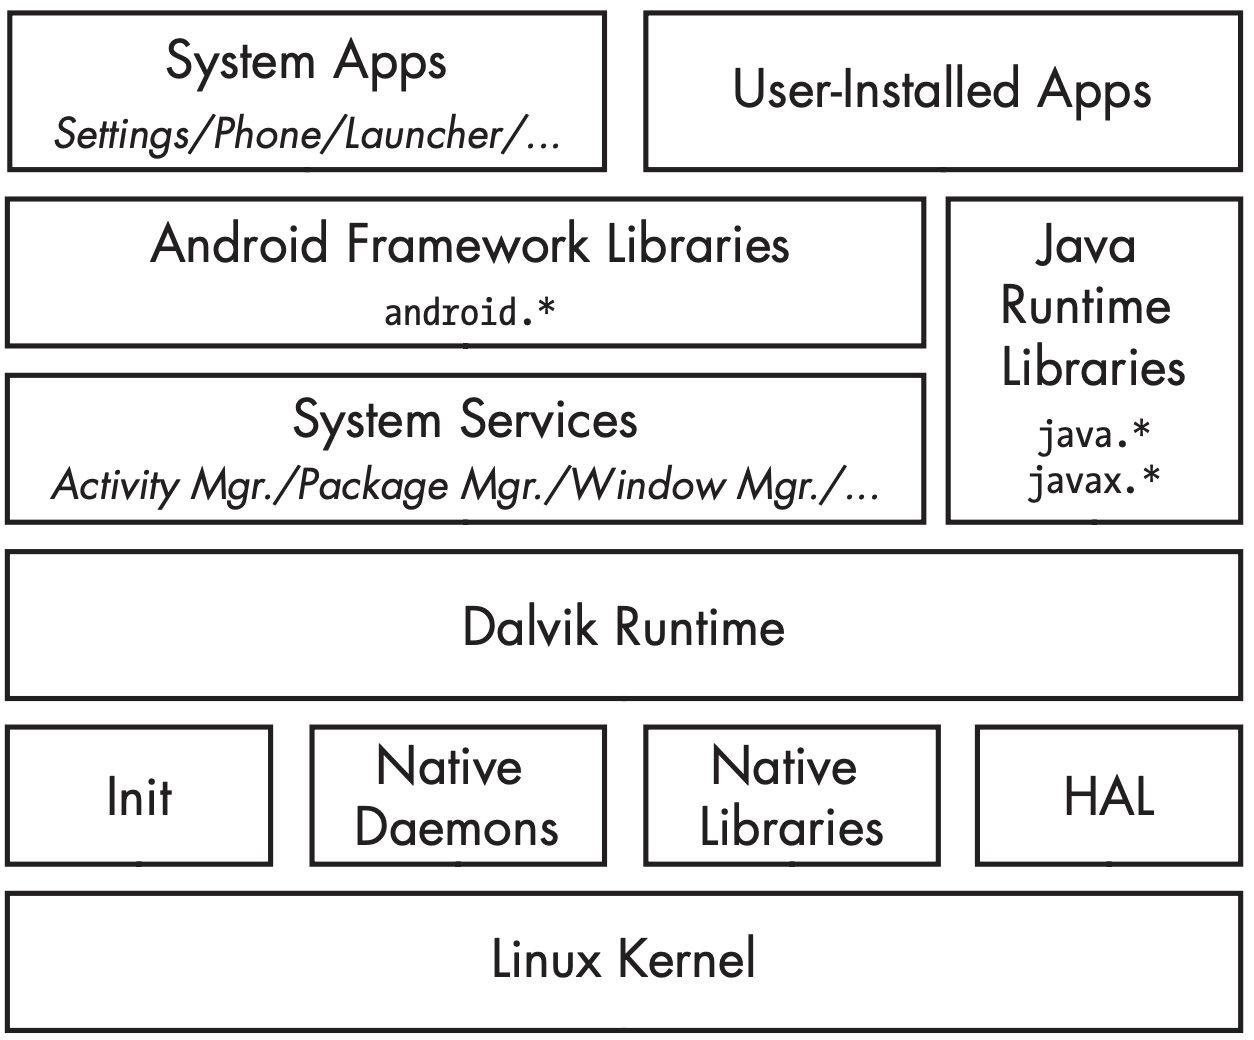 System Apps
Settings/Phone/Launcher/...
User-Installed Apps
Android Framework Libraries
android.*
Java
Runtime
Libraries
java.*
javax.*
System Services
Activity Mgr./Package Mgr./Window Mgr./...
Dalvik Runtime
Init
Native
Daemons
Native
Libraries
HAL
Linux Kernel